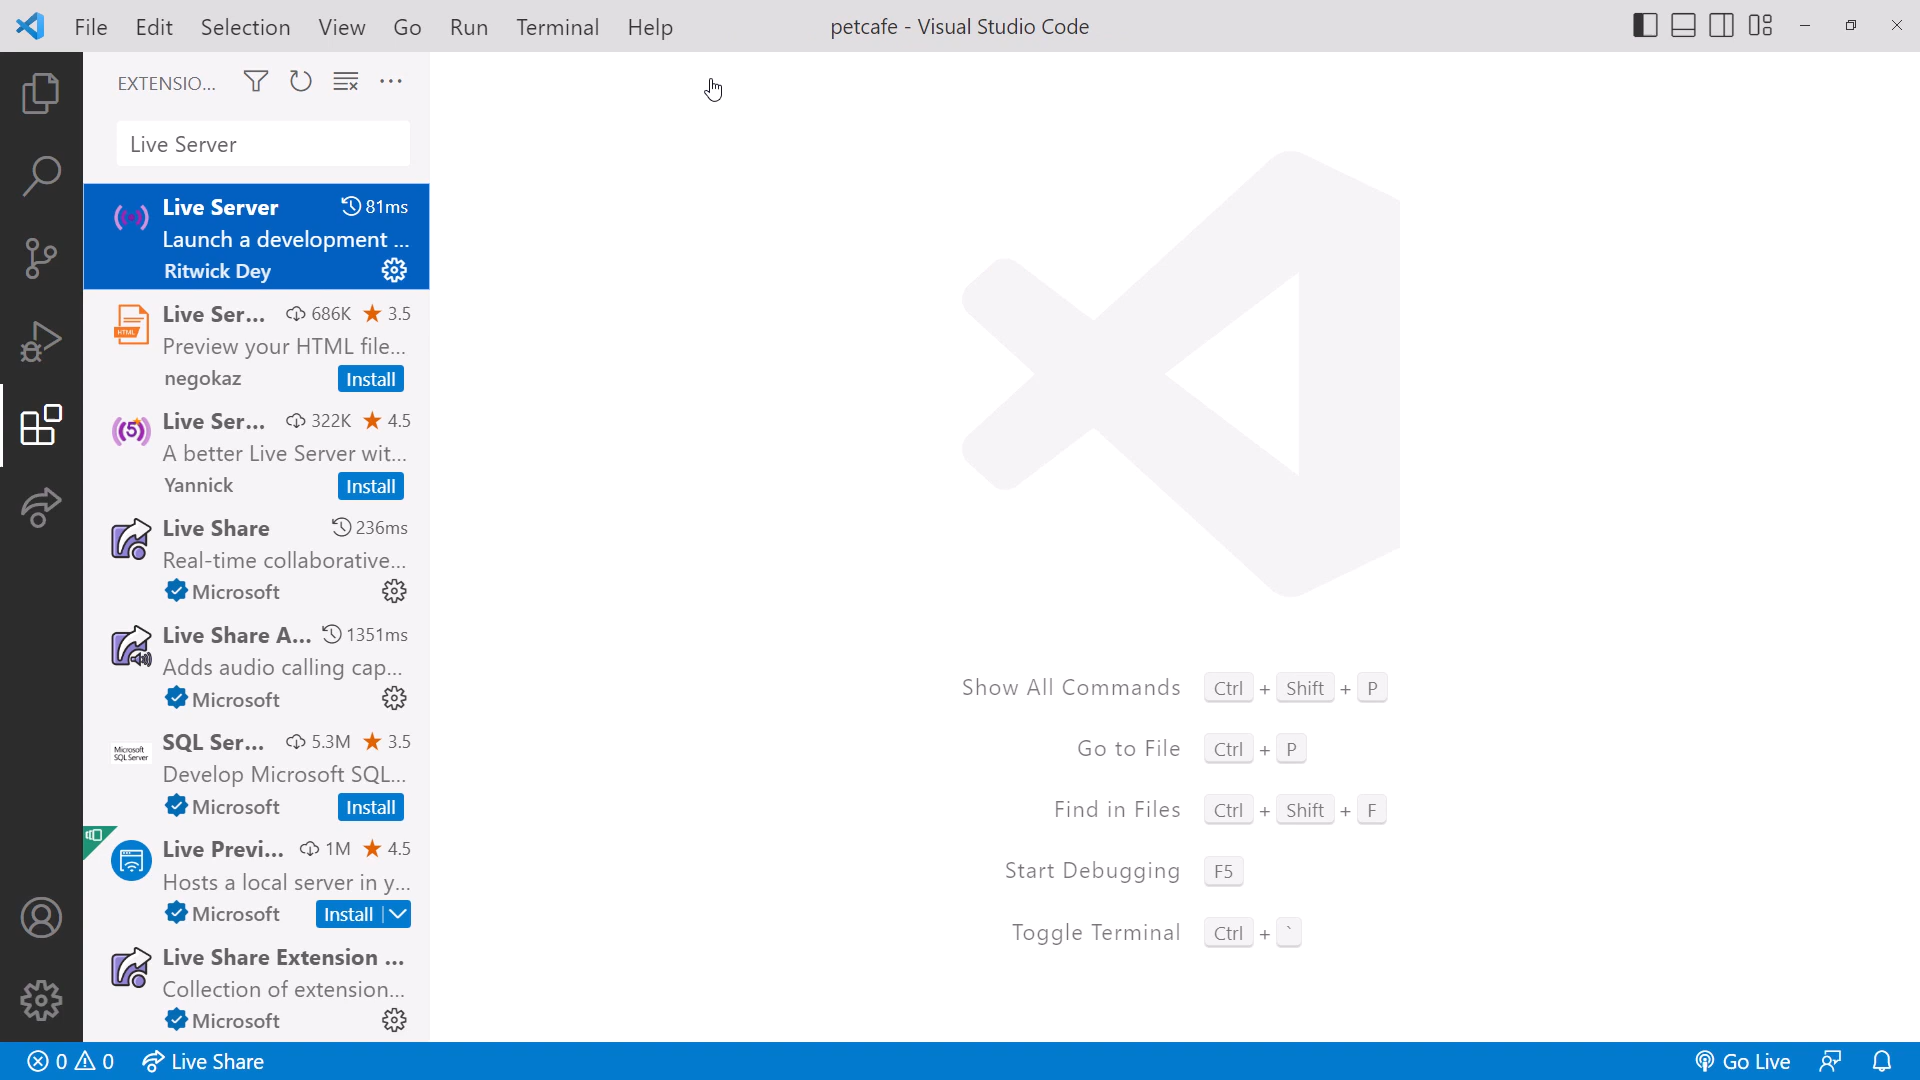 File Edit Selection View Go Run Terminal Help petcafe - Visual Studio Code
EXTENSIO...
Live Server
Live Server 81ms
Launch a development ...
Ritwick Dey
Live Ser... 686K 3.5
Preview your HTML file...
negokaz Install
Live Ser... 322K 4.5
A better Live Server wit...
Yannick Install
Live Share 236ms
Real-time collaborative...
Microsoft
Live Share A... 1351ms
Adds audio calling cap...
Microsoft
SQL Ser... 5.3M 3.5
Develop Microsoft SQL...
Microsoft Install
Live Previ... 1M 4.5
Hosts a local server in y...
Microsoft Install
Live Share Extension ...
Collection of extension...
Microsoft
HTML
5
Microsoft
SQL Server
Show All Commands Ctrl + Shift + P
Go to File Ctrl + P
Find in Files Ctrl + Shift + F
Start Debugging F5
Toggle Terminal Ctrl + `
0 0 Live Share Go Live